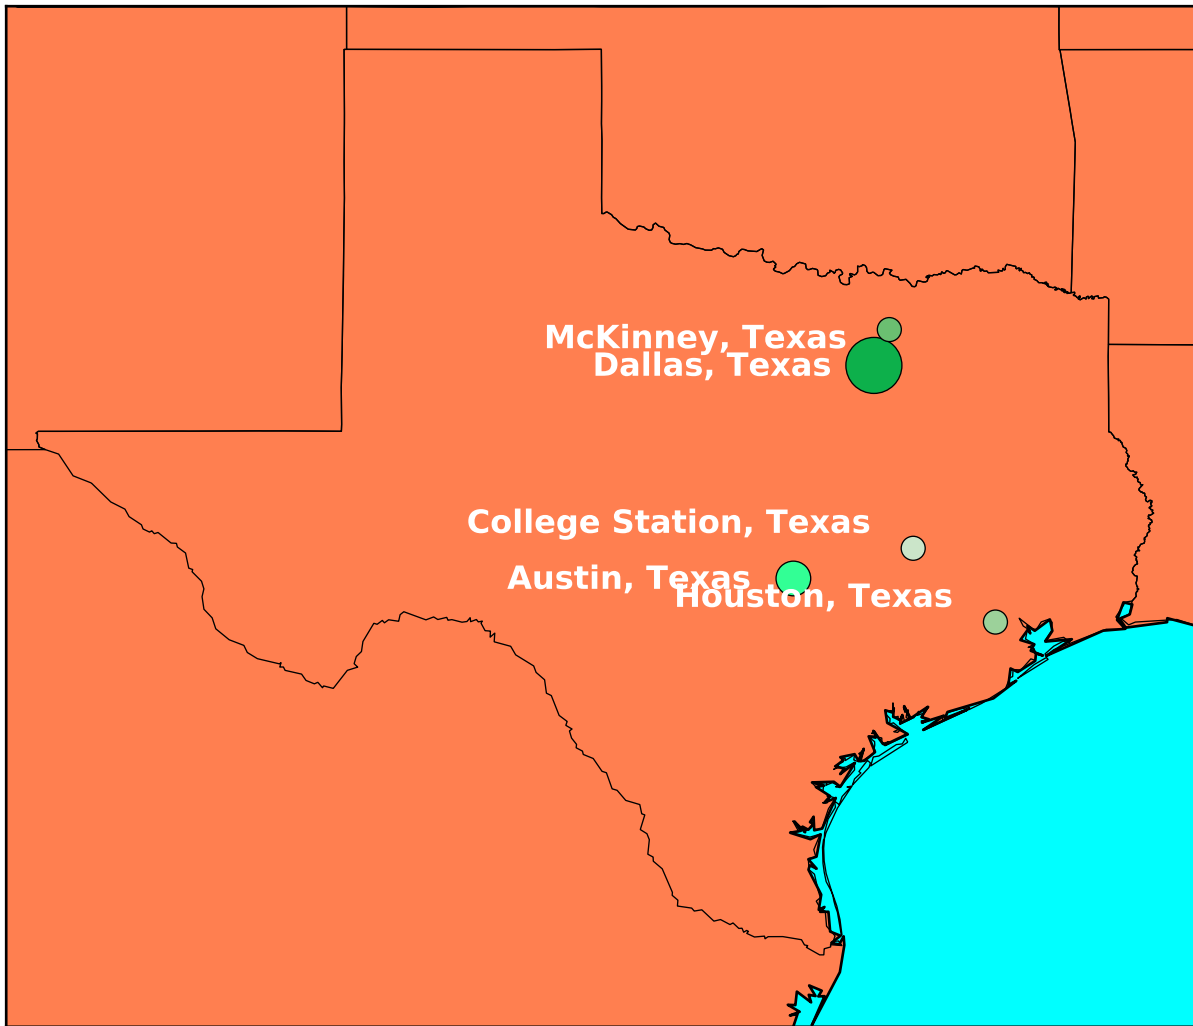 McKinney, Texas
Dallas, Texas
College Station, Texas
Austin, Texas
Houston, Texas